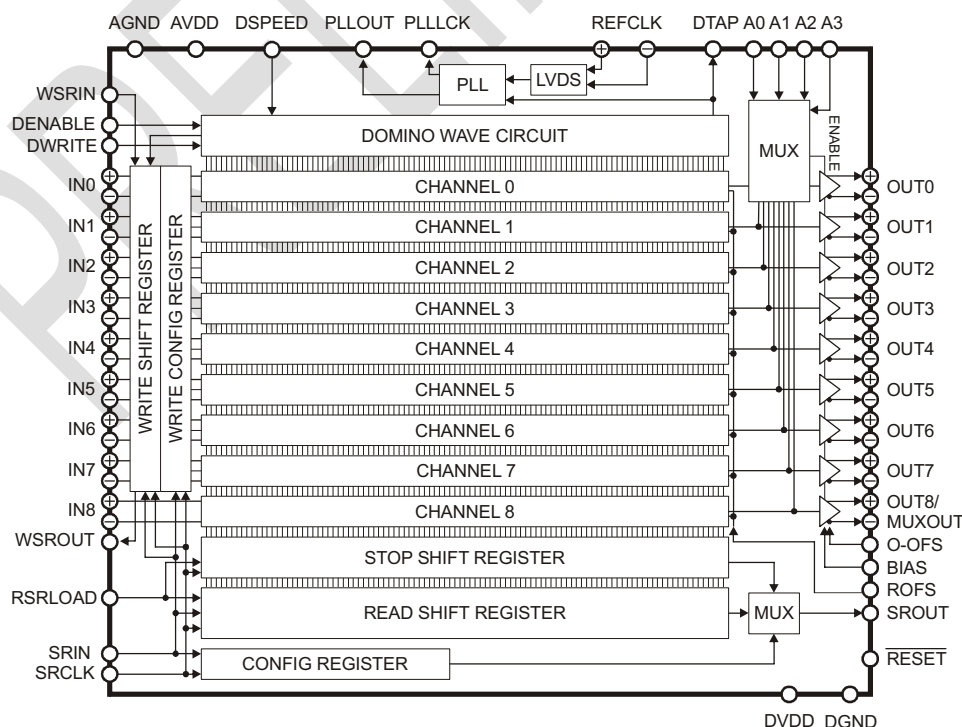 AGND AVDD DSPEED PLLOUT PLLLCK REFCLK DTAP A0 A1 A2 A3
WSRIN
DENABLE
DWRITE
PLL
LVDS
DOMINO WAVE CIRCUIT
MUX
ENABLE
IN0
IN1
IN2
IN3
IN4
IN5
IN6
IN7
IN8
WRITE SHIFT REGISTER
WRITE CONFIG REGISTER
CHANNEL 0
CHANNEL 1
CHANNEL 2
CHANNEL 3
CHANNEL 4
CHANNEL 5
CHANNEL 6
CHANNEL 7
CHANNEL 8
OUT0
OUT1
OUT2
OUT3
OUT4
OUT5
OUT6
OUT7
OUT8/
MUXOUT
O-OFS
BIAS
ROFS
SROUT
RESET
WSROUT
RSRLOAD
SRIN
SRCLK
STOP SHIFT REGISTER
READ SHIFT REGISTER
CONFIG REGISTER
MUX
DVDD DGND